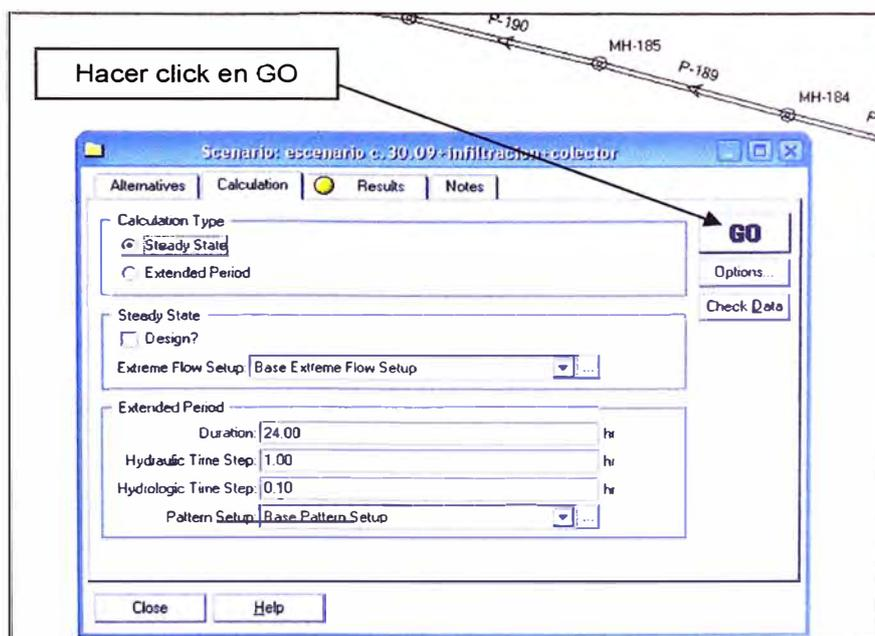 P-190
MH-185
P-189
MH-184
P
Hacer click en GO
Scenario: escenario c.30.09+infiltracion+colector
Alternatives Calculation Results Notes
Calculation Type
Steady State
Extended Period
GO
Options...
Check Data
Steady State
Design?
Extreme Flow Setup: Base Extreme Flow Setup ...
Extended Period
Duration: 24.00 hr
Hydraulic Time Step: 1.00 hr
Hydrologic Time Step: 0.10 hr
Pattern Setup: Base Pattern Setup ...
Close Help